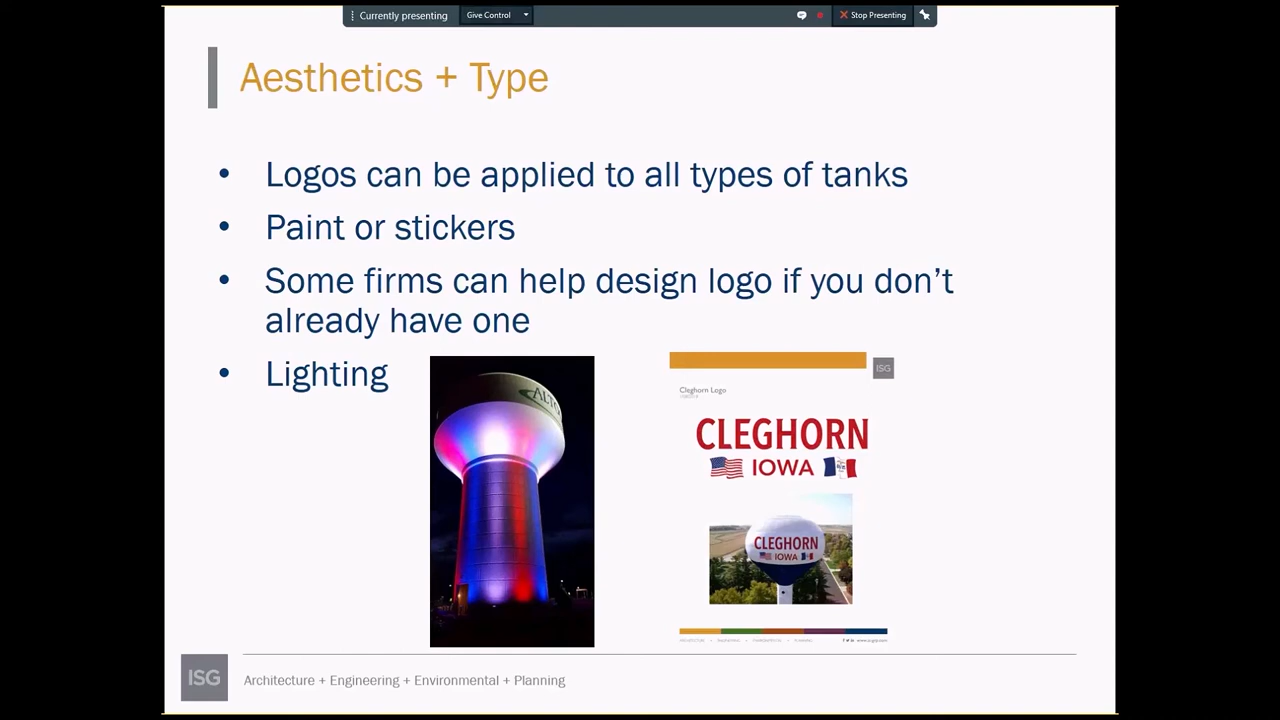 Currently presenting
Give Control
Stop Presenting
Aesthetics + Type
• Logos can be applied to all types of tanks
• Paint or stickers
• Some firms can help design logo if you don't
already have one
• Lighting
ALTO
ISG
Cleghorn Logo
CLEGHORN
IOWA
CLEGHORN
IOWA
ISG
Architecture + Engineering + Environmental + Planning